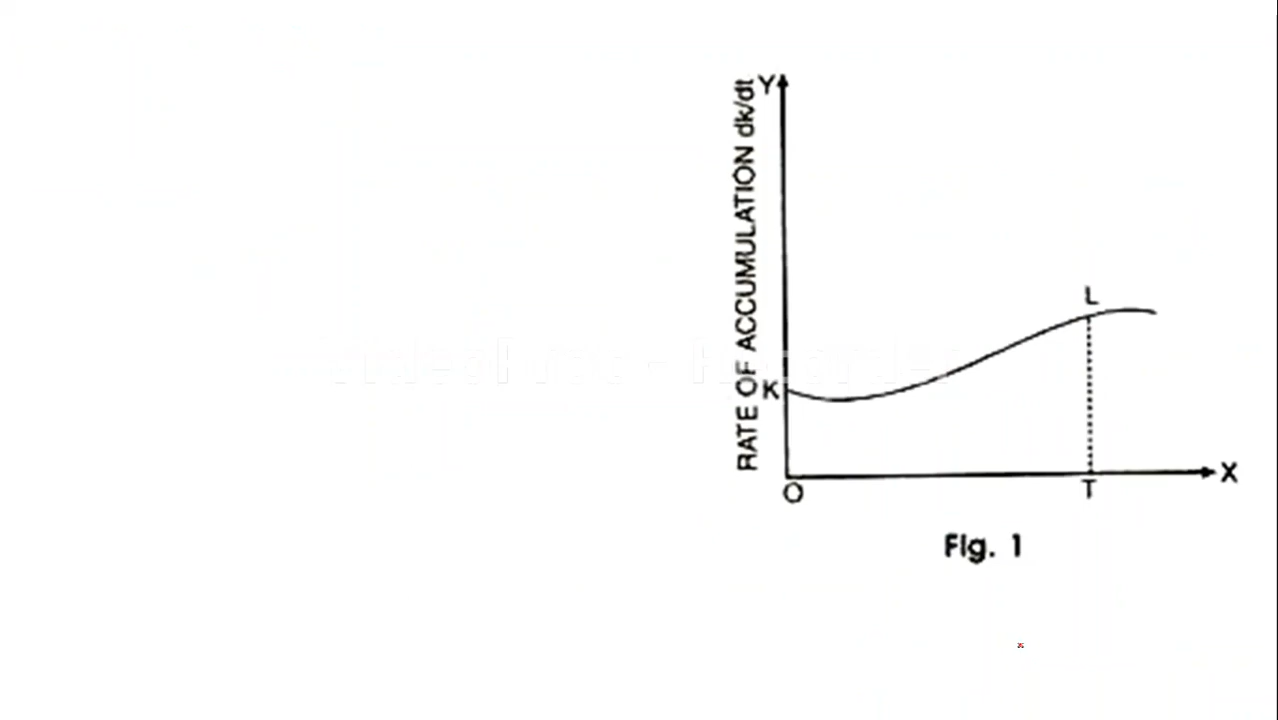 Y
RATE OF ACCUMULATION dk/dt
L
K
O
T
X
Fig. 1